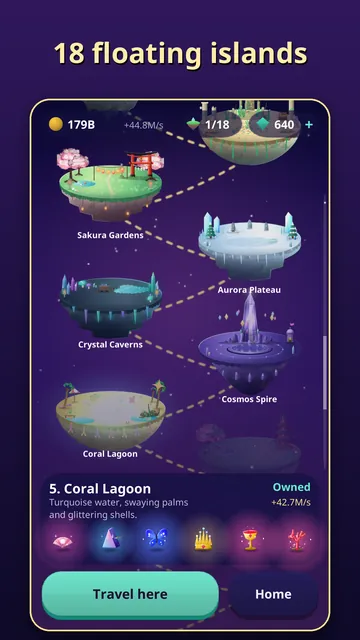 18 floating islands
179B +44.8M/s 1/18 640 +
Sakura Gardens
Aurora Plateau
Crystal Caverns
Cosmos Spire
Coral Lagoon
5. Coral Lagoon Owned
Turquoise water, swaying palms +42.7M/s
and glittering shells.
Travel here Home